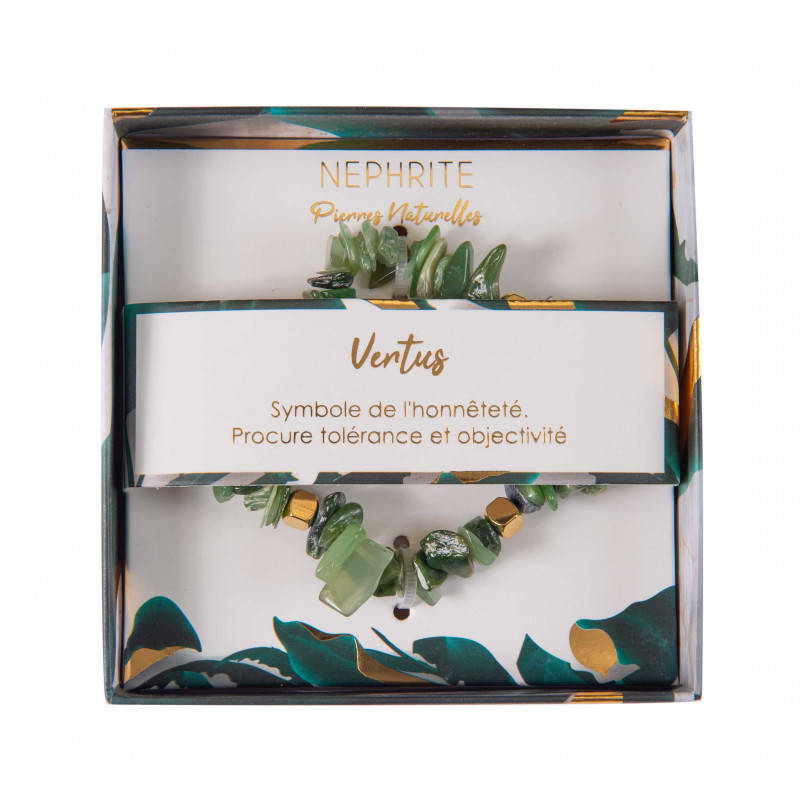 NEPHRITE
Pierres Naturelles
Vertus
Symbole de l'honnêteté.
Procure tolérance et objectivité